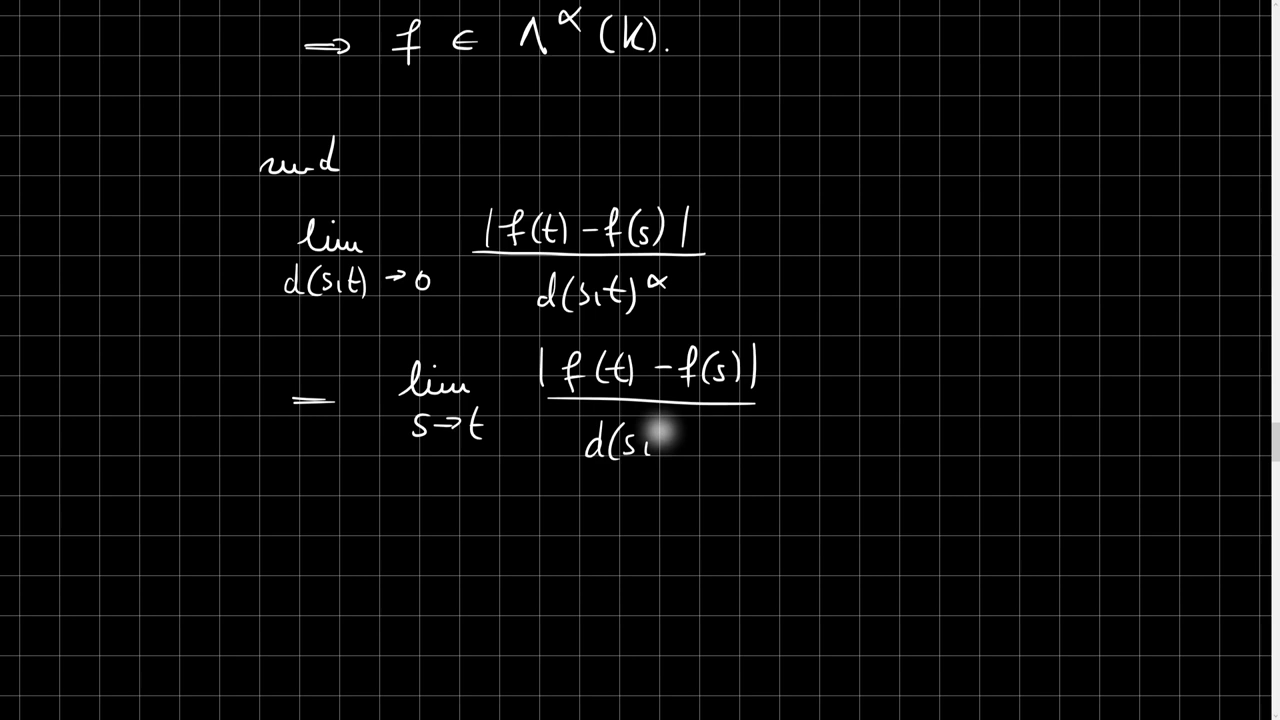 ⇒ f ∈ Λ^α (K).
und
lim_{d(s,t) → 0} |f(t) - f(s)| / d(s,t)^α
= lim_{s→t} |f(t) - f(s)| / d(s,